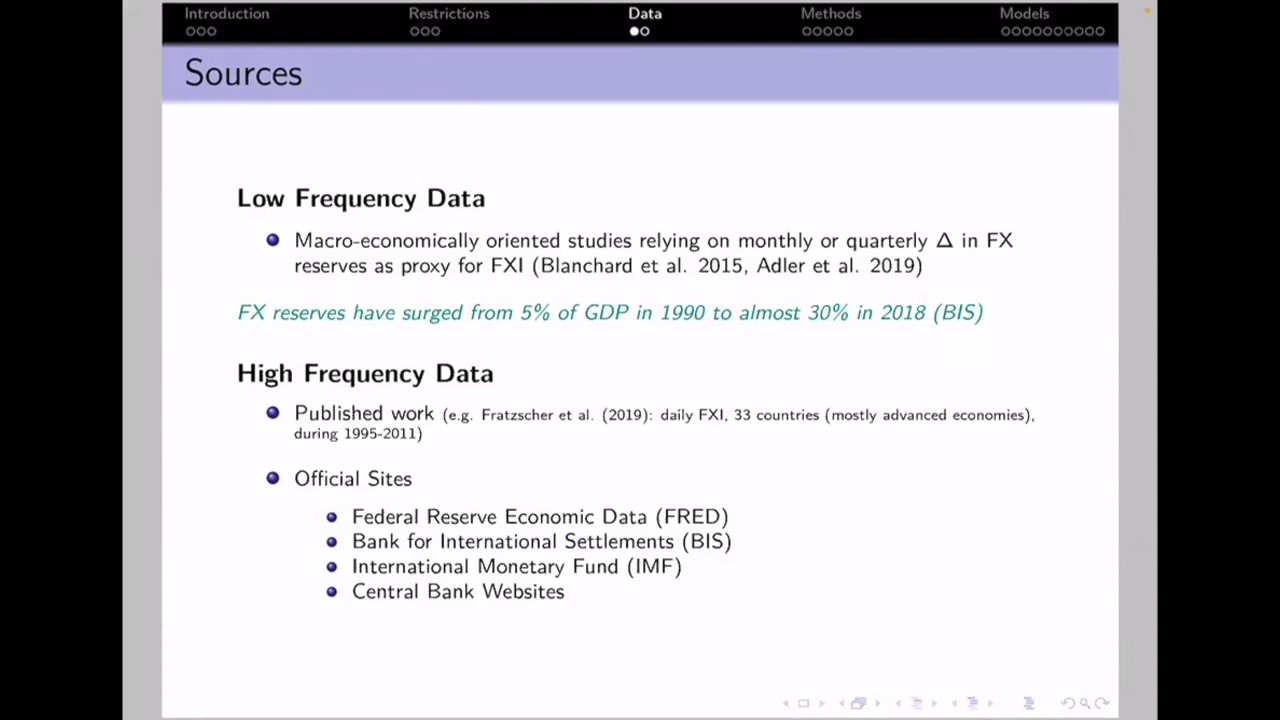 Introduction Restrictions Data Methods Models
Sources
Low Frequency Data
Macro-economically oriented studies relying on monthly or quarterly Δ in FX
reserves as proxy for FXI (Blanchard et al. 2015, Adler et al. 2019)
FX reserves have surged from 5% of GDP in 1990 to almost 30% in 2018 (BIS)
High Frequency Data
Published work (e.g. Fratzscher et al. (2019): daily FXI, 33 countries (mostly advanced economies),
during 1995-2011)
Official Sites
Federal Reserve Economic Data (FRED)
Bank for International Settlements (BIS)
International Monetary Fund (IMF)
Central Bank Websites